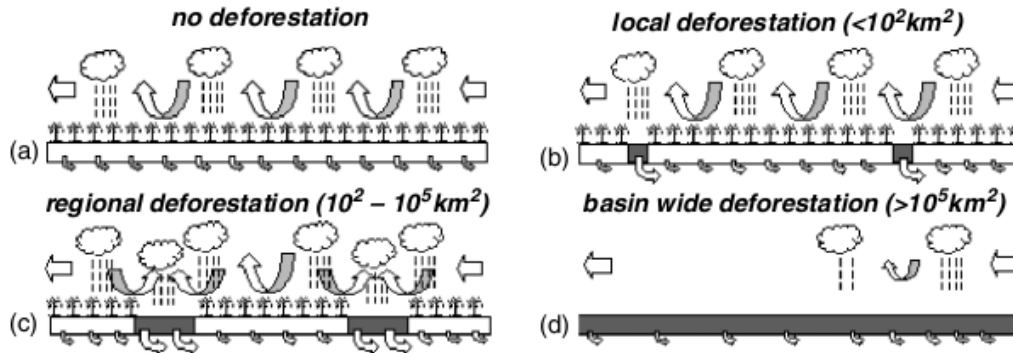 no deforestation
local deforestation (<10²km²)
(a)
(b)
regional deforestation (10² – 10⁵km²)
basin wide deforestation (>10⁵km²)
(c)
(d)